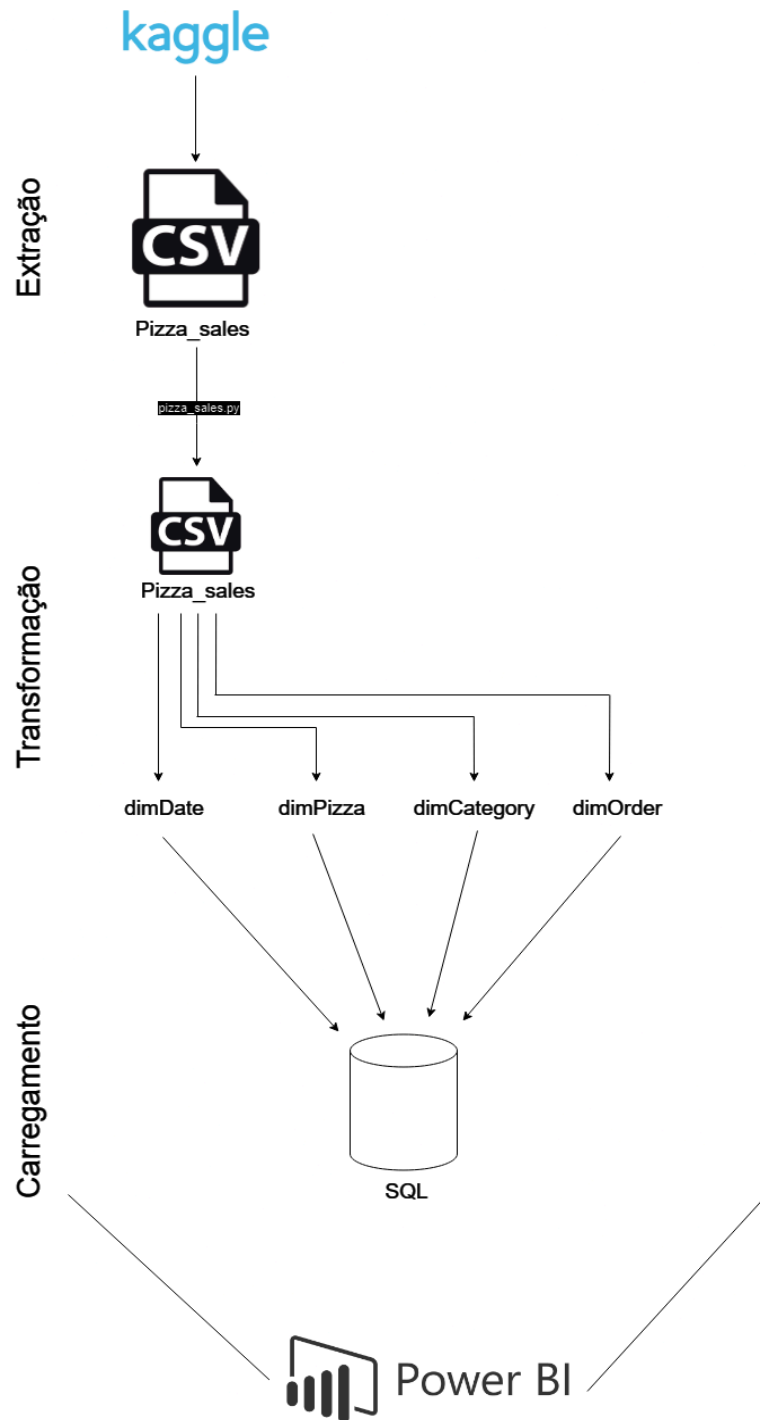 kaggle
Extração
CSV
Pizza_sales
pizza_sales.py
CSV
Pizza_sales
Transformação
dimDate
dimPizza
dimCategory
dimOrder
Carregamento
SQL
Power BI